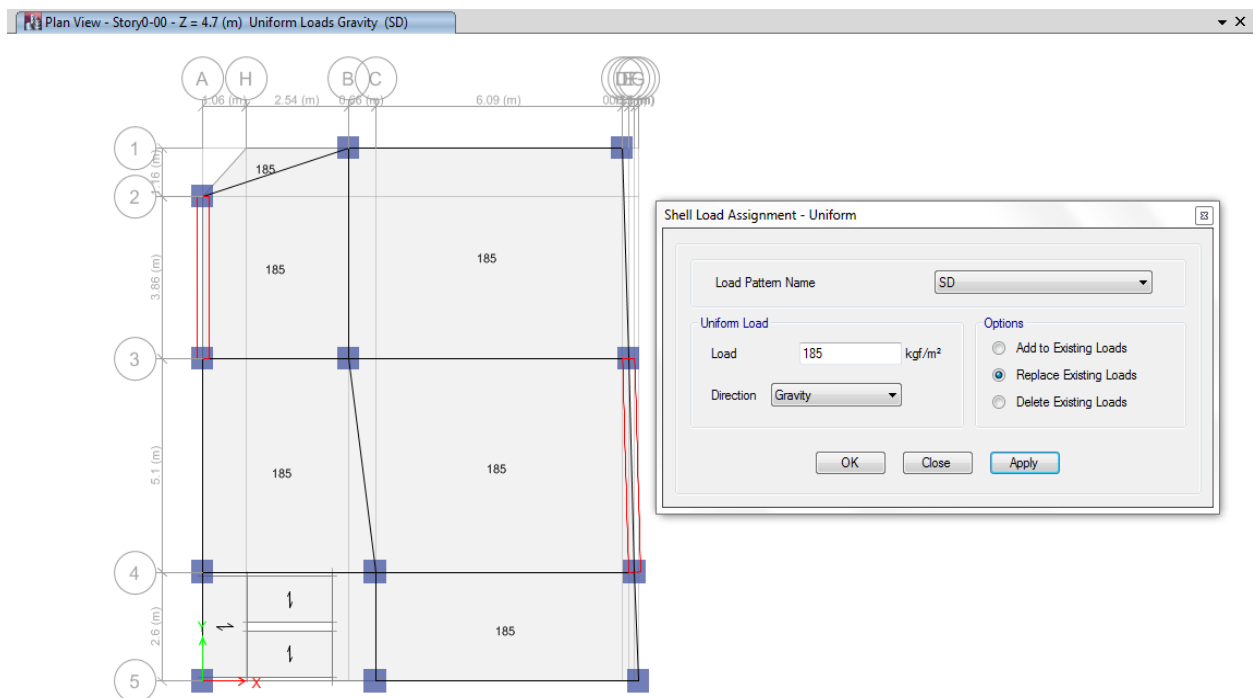 Plan View - Story0-00 - Z = 4.7 (m) Uniform Loads Gravity (SD)
A H B C
1.06 (m) 2.54 (m) 6.09 (m)
1
2
3
4
5
3.86 (m)
5.1 (m)
2.6 (m)
185
185
185
185
185
185
Y
X
Shell Load Assignment - Uniform
Load Pattern Name SD
Uniform Load
Load 185 kgf/m²
Direction Gravity
Options
Add to Existing Loads
Replace Existing Loads
Delete Existing Loads
OK Close Apply